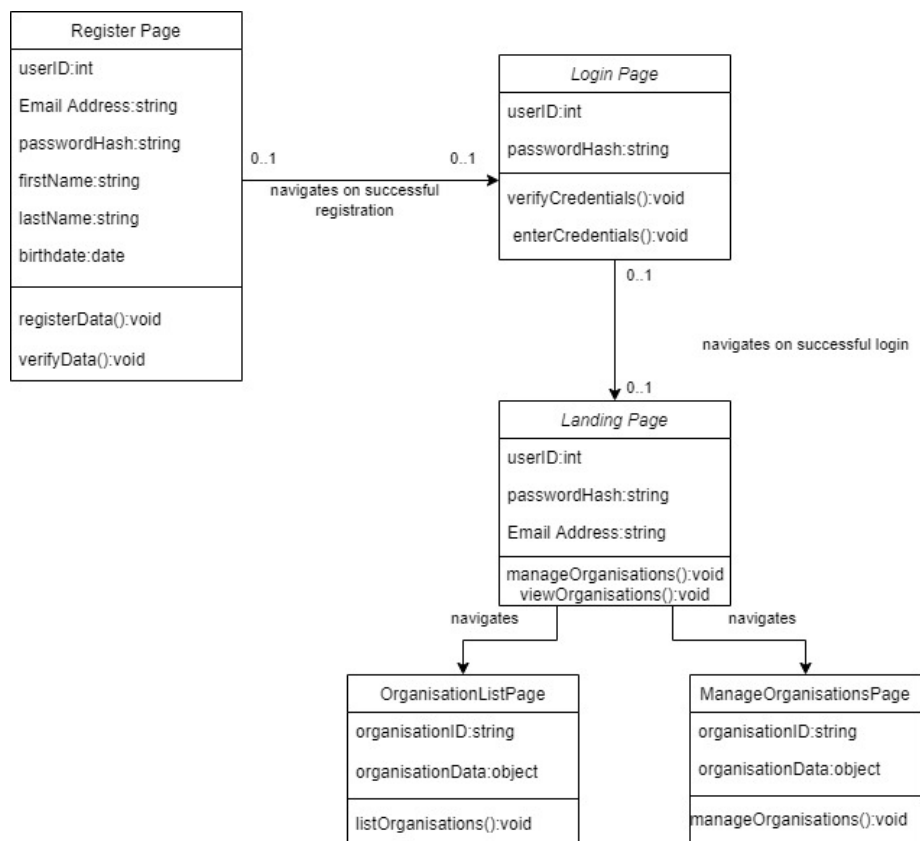 Register Page
userID:int
Email Address:string
passwordHash:string
firstName:string
lastName:string
birthdate:date
registerData():void
verifyData():void
0..1
0..1
navigates on successful
registration
Login Page
userID:int
passwordHash:string
verifyCredentials():void
enterCredentials():void
0..1
navigates on successful login
0..1
Landing Page
userID:int
passwordHash:string
Email Address:string
manageOrganisations():void
viewOrganisations():void
navigates
navigates
OrganisationListPage
organisationID:string
organisationData:object
listOrganisations():void
ManageOrganisationsPage
organisationID:string
organisationData:object
manageOrganisations():void